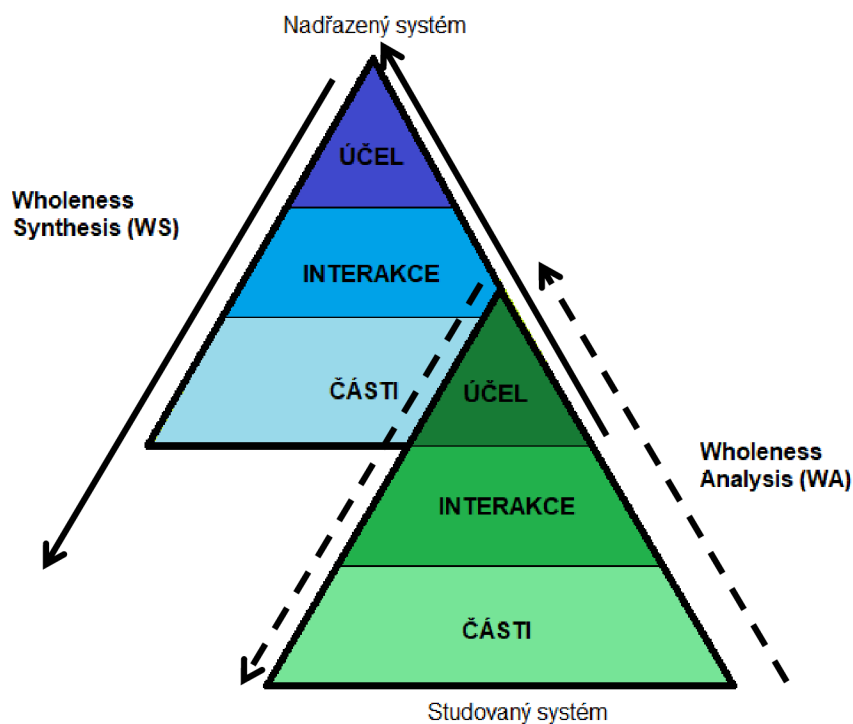 Nadřazený systém
ÚČEL
Wholeness
Synthesis (WS)
INTERAKCE
ČÁSTI
ÚČEL
Wholeness
Analysis (WA)
INTERAKCE
ČÁSTI
Studovaný systém